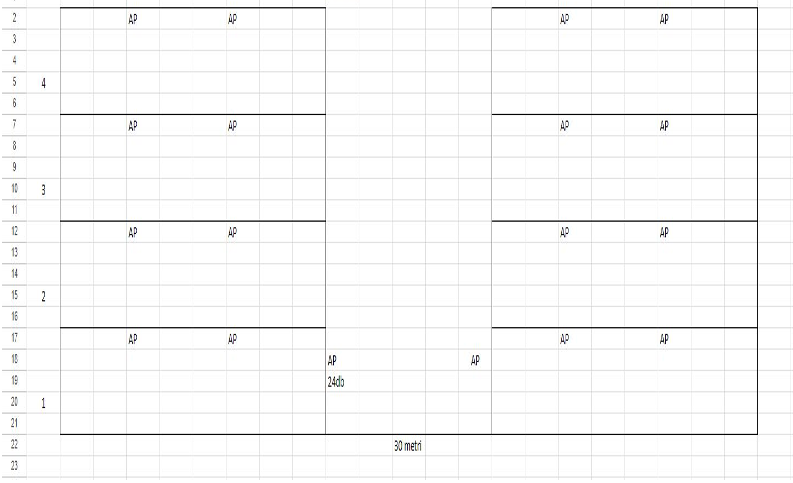 2 AP AP AP AP
3
4
5 4
6
7 AP AP AP AP
8
9
10 3
11
12 AP AP AP AP
13
14
15 2
16
17 AP AP AP AP
18 AP AP
19 24db
20 1
21
22 30 metri
23